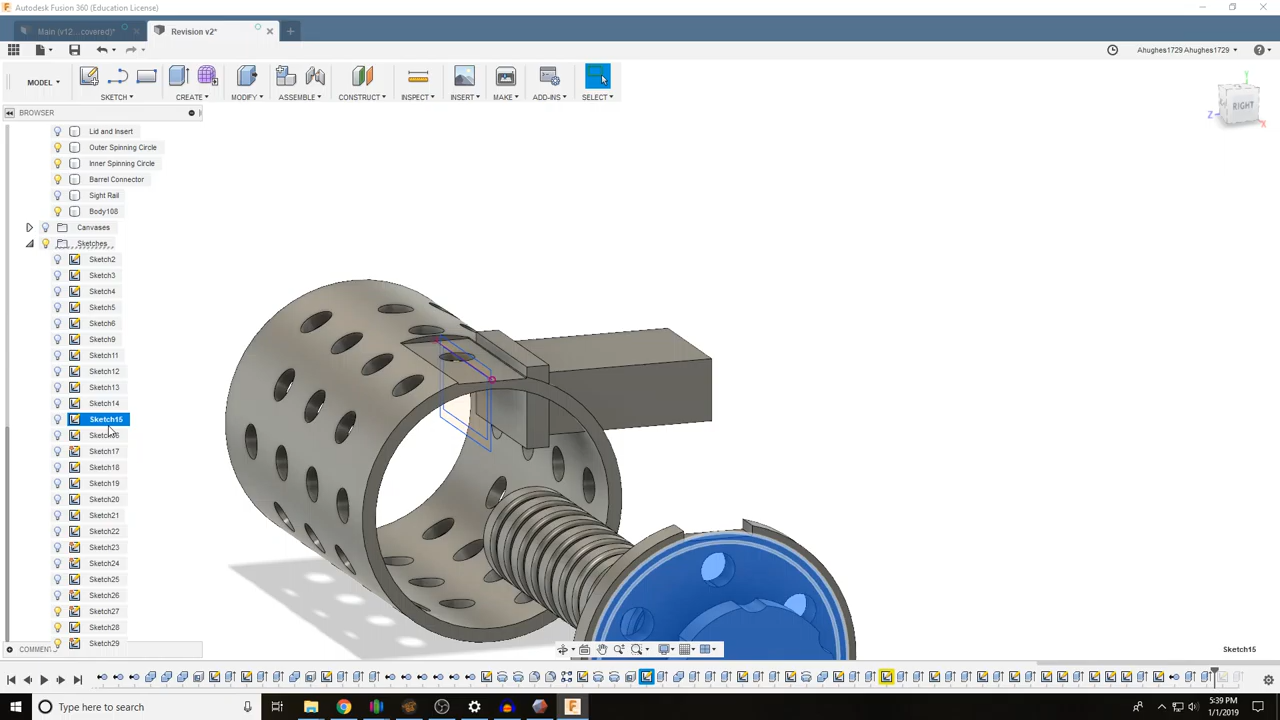 Autodesk Fusion 360 (Education License)
Main (v12...covered)*
Revision v2*
Ahughes1729 Ahughes1729
MODEL
SKETCH
CREATE
MODIFY
ASSEMBLE
CONSTRUCT
INSPECT
INSERT
MAKE
ADD-INS
SELECT
BROWSER
RIGHT
Y
Z
X
Lid and Insert
Outer Spinning Circle
Inner Spinning Circle
Barrel Connector
Sight Rail
Body108
Canvases
Sketches
Sketch2
Sketch3
Sketch4
Sketch5
Sketch6
Sketch9
Sketch11
Sketch12
Sketch13
Sketch14
Sketch15
Sketch16
Sketch17
Sketch18
Sketch19
Sketch20
Sketch21
Sketch22
Sketch23
Sketch24
Sketch25
Sketch26
Sketch27
Sketch28
Sketch29
Sketch15
Type here to search
5:39 PM
1/1/2019